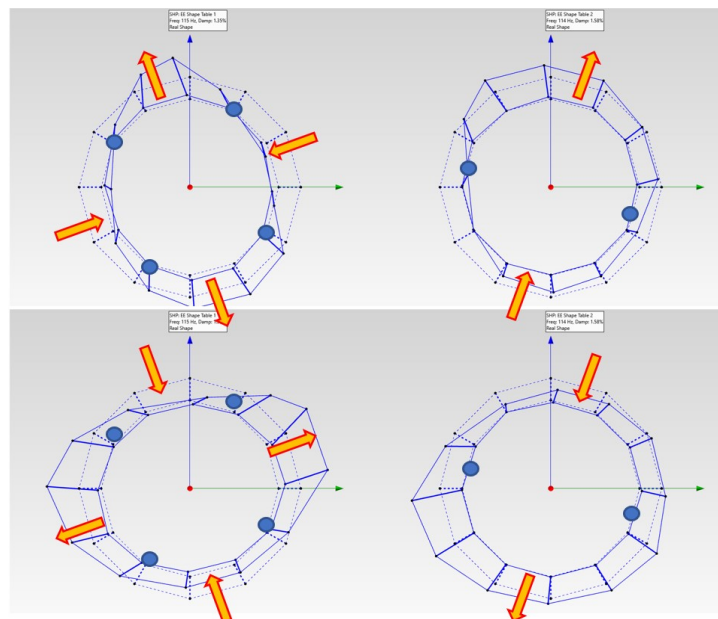 SHP: EE Shape Table 1
Freq: 115 Hz, Damp: 1.35%
Real Shape
SHP: EE Shape Table 2
Freq: 114 Hz, Damp: 1.58%
Real Shape
SHP: EE Shape Table 1
Freq: 115 Hz, Damp:
Real Shape
SHP: EE Shape Table 2
Freq: 114 Hz, Damp: 1.58%
Real Shape